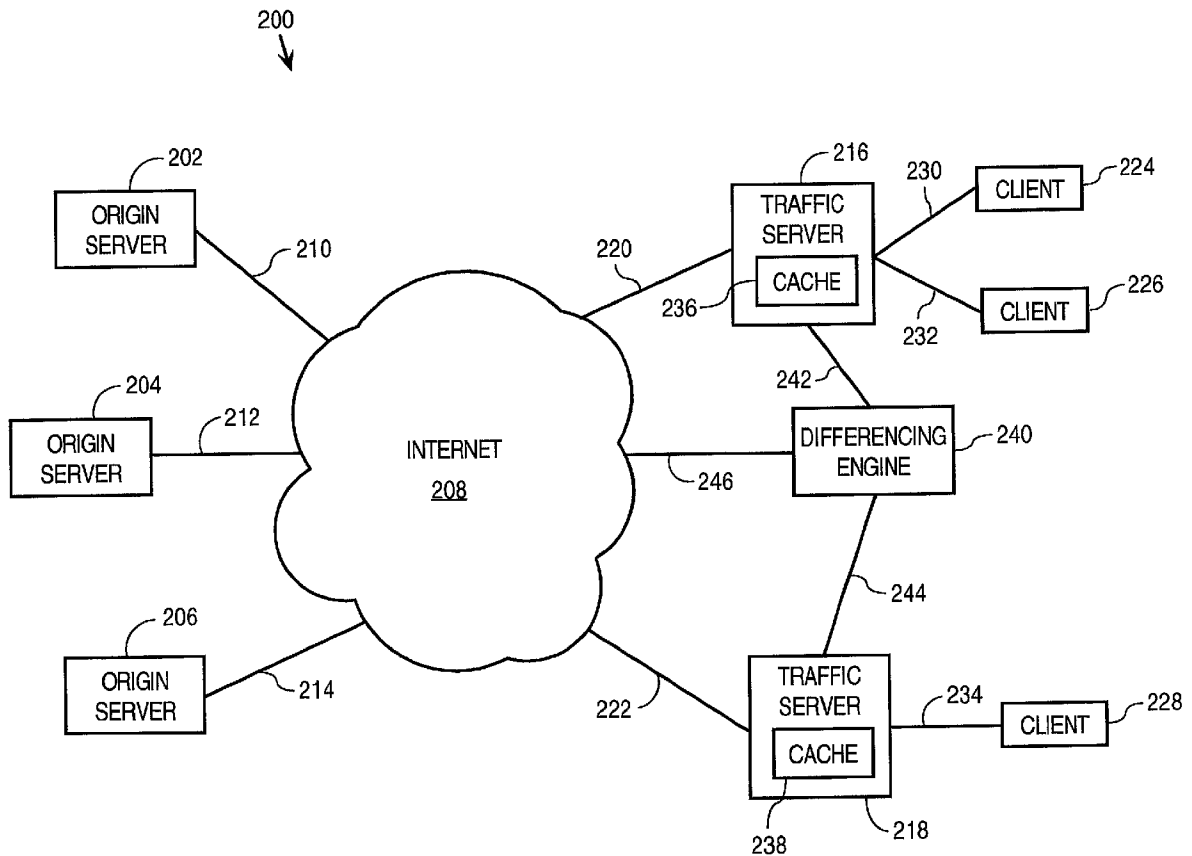 200
202
ORIGIN
SERVER
210
204
ORIGIN
SERVER
212
206
ORIGIN
SERVER
214
INTERNET
208
216
TRAFFIC
SERVER
CACHE
236
220
230
CLIENT
224
232
CLIENT
226
242
DIFFERENCING
ENGINE
240
246
244
222
TRAFFIC
SERVER
CACHE
238
218
234
CLIENT
228